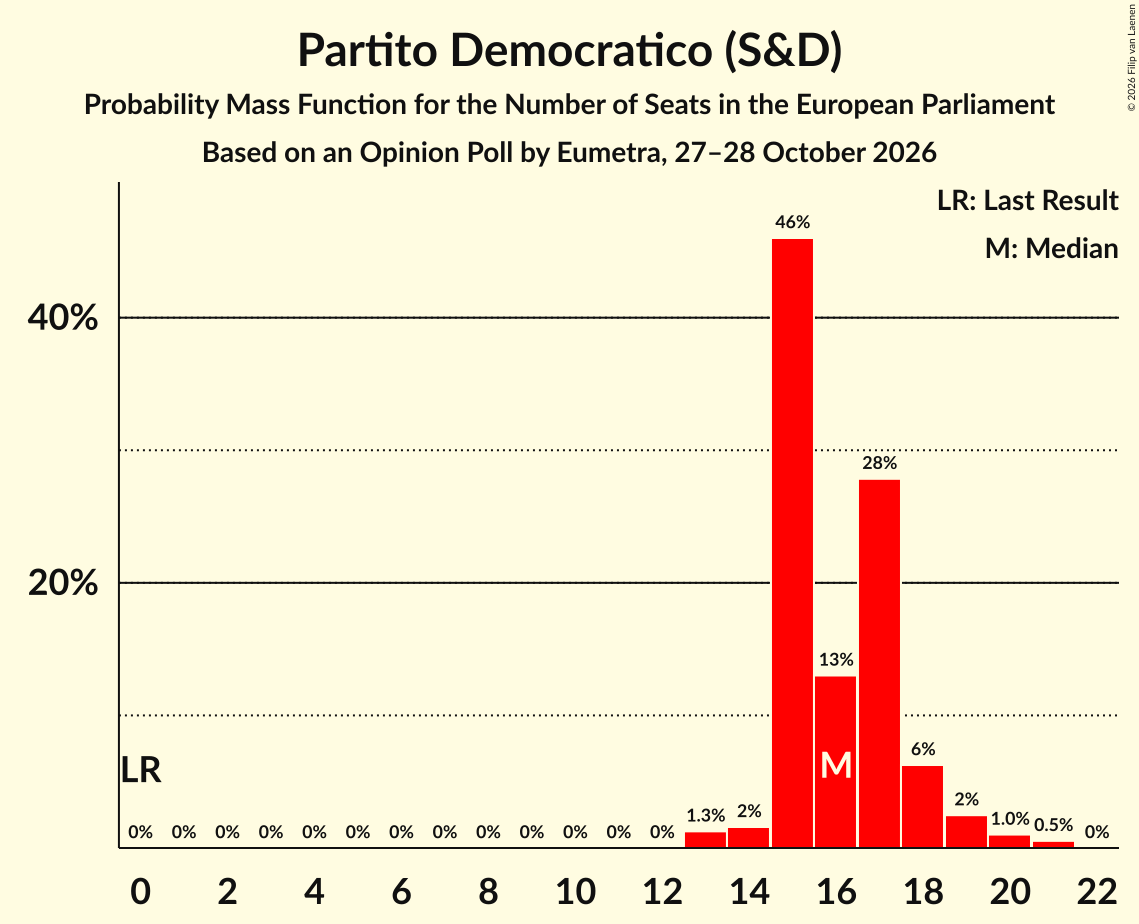 Partito Democratico (S&D)
Probability Mass Function for the Number of Seats in the European Parliament
Based on an Opinion Poll by Eumetra, 27–28 October 2026
© 2026 Filip van Laenen
LR: Last Result
M: Median
46%
40%
28%
20%
13%
6%
LR
M
0% 0% 0% 0% 0% 0% 0% 0% 0% 0% 0% 0% 0% 1.3% 2% 2% 1.0% 0.5% 0%
0 2 4 6 8 10 12 14 16 18 20 22